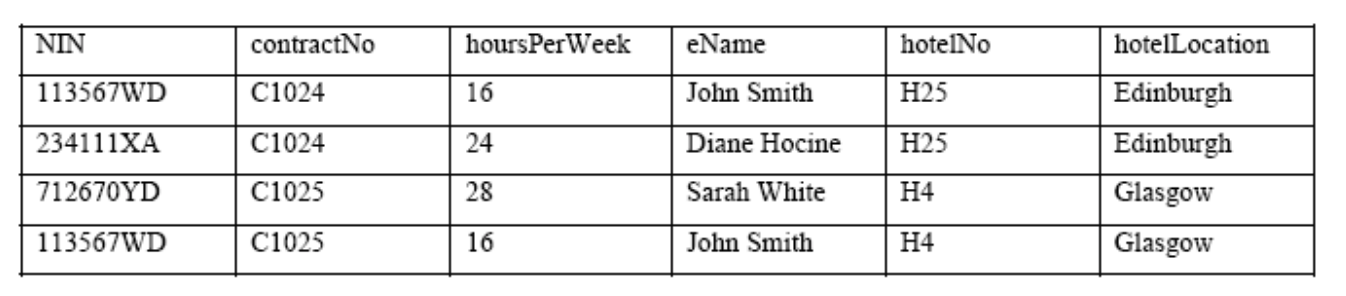 NIN contractNo hoursPerWeek eName hotelNo hotelLocation
113567WD C1024 16 John Smith H25 Edinburgh
234111XA C1024 24 Diane Hocine H25 Edinburgh
712670YD C1025 28 Sarah White H4 Glasgow
113567WD C1025 16 John Smith H4 Glasgow